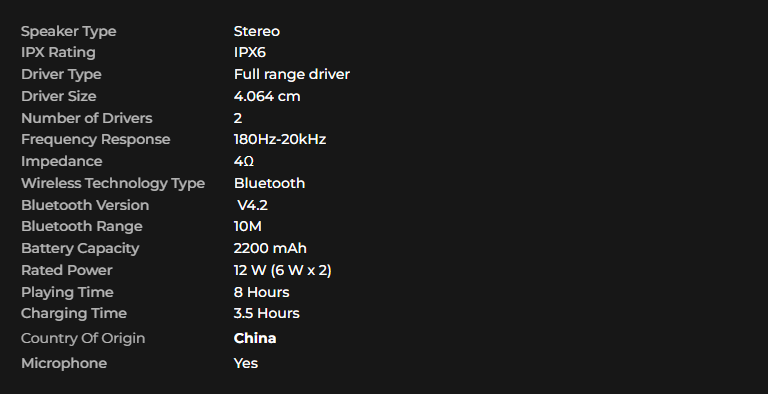 Speaker Type Stereo
IPX Rating IPX6
Driver Type Full range driver
Driver Size 4.064 cm
Number of Drivers 2
Frequency Response 180Hz-20kHz
Impedance 4Ω
Wireless Technology Type Bluetooth
Bluetooth Version V4.2
Bluetooth Range 10M
Battery Capacity 2200 mAh
Rated Power 12 W (6 W x 2)
Playing Time 8 Hours
Charging Time 3.5 Hours
Country Of Origin China
Microphone Yes